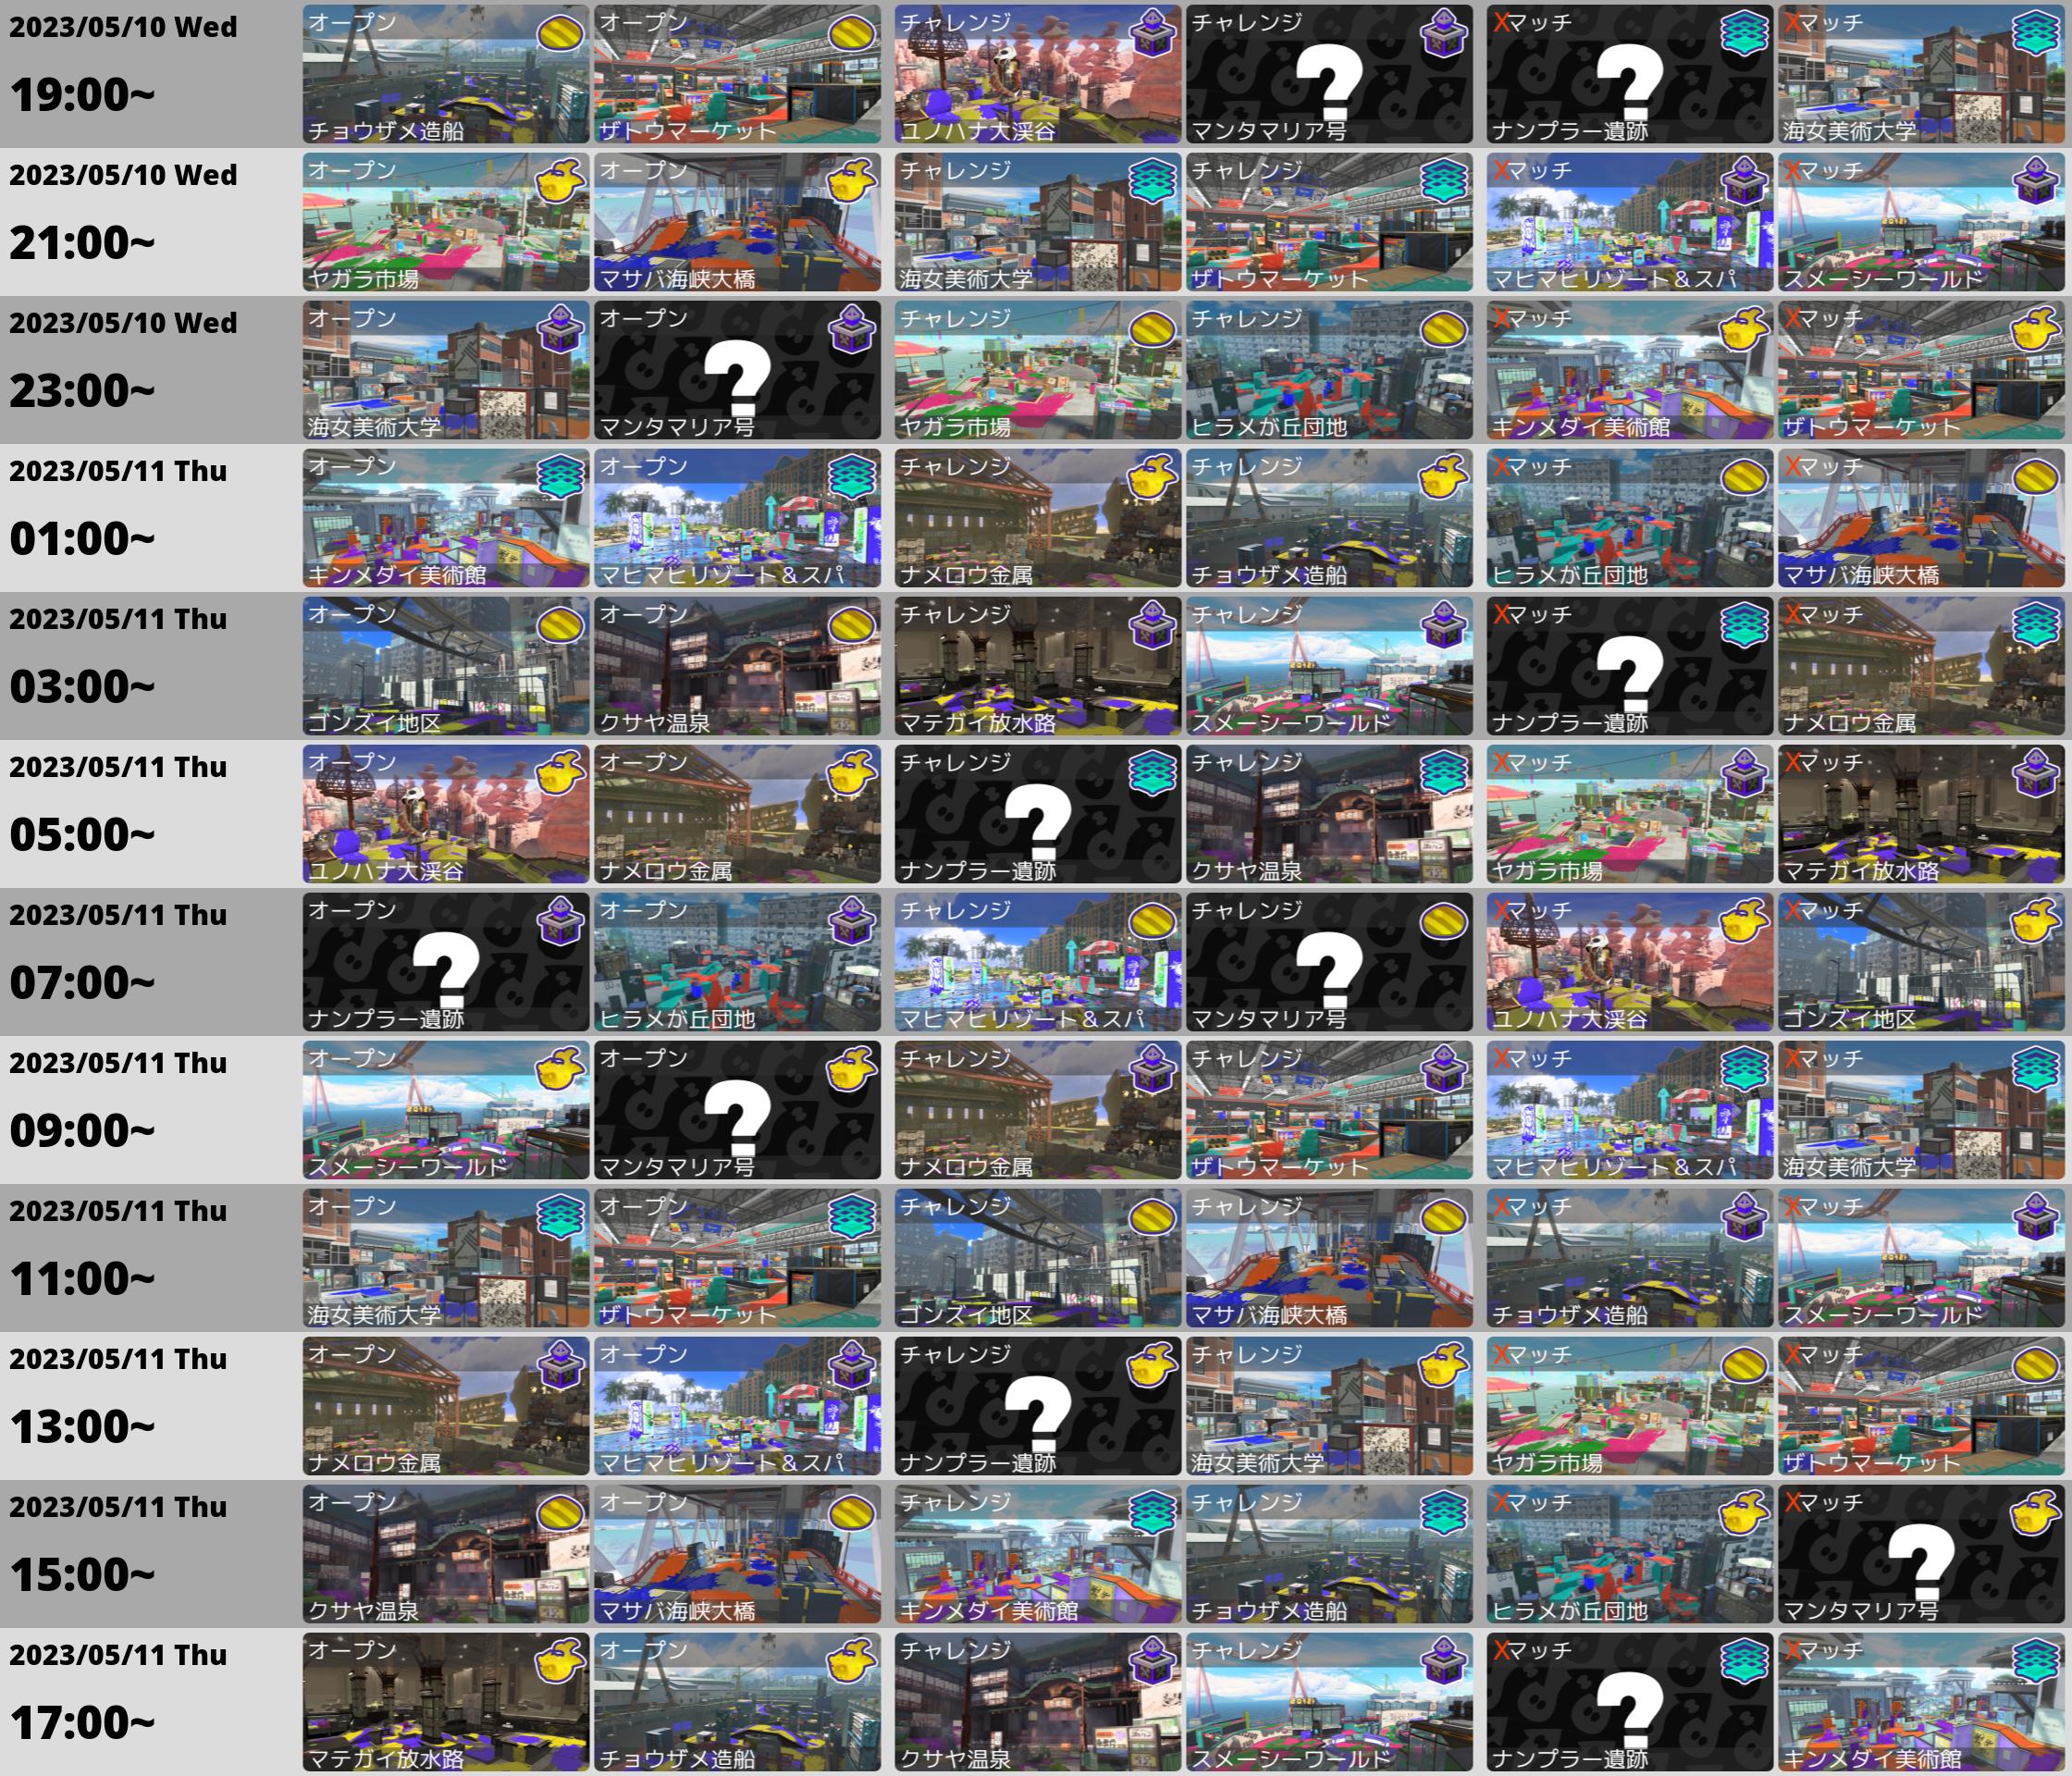 2023/05/10 Wed
19:00~
オープン
チョウザメ造船
オープン
ザトウマーケット
チャレンジ
ユノハナ大渓谷
チャレンジ
マンタマリア号
Xマッチ
ナンプラー遺跡
Xマッチ
海女美術大学
2023/05/10 Wed
21:00~
オープン
ヤガラ市場
オープン
マサバ海峡大橋
チャレンジ
海女美術大学
チャレンジ
ザトウマーケット
Xマッチ
マヒマヒリゾート＆スパ
Xマッチ
スメーシーワールド
2023/05/10 Wed
23:00~
オープン
海女美術大学
オープン
マンタマリア号
チャレンジ
ヤガラ市場
チャレンジ
ヒラメが丘団地
Xマッチ
キンメダイ美術館
Xマッチ
ザトウマーケット
2023/05/11 Thu
01:00~
オープン
キンメダイ美術館
オープン
マヒマヒリゾート＆スパ
チャレンジ
ナメロウ金属
チャレンジ
チョウザメ造船
Xマッチ
ヒラメが丘団地
Xマッチ
マサバ海峡大橋
2023/05/11 Thu
03:00~
オープン
ゴンズイ地区
オープン
クサヤ温泉
チャレンジ
マテガイ放水路
チャレンジ
スメーシーワールド
Xマッチ
ナンプラー遺跡
Xマッチ
ナメロウ金属
2023/05/11 Thu
05:00~
オープン
ユノハナ大渓谷
オープン
ナメロウ金属
チャレンジ
ナンプラー遺跡
チャレンジ
クサヤ温泉
Xマッチ
ヤガラ市場
Xマッチ
マテガイ放水路
2023/05/11 Thu
07:00~
オープン
ナンプラー遺跡
オープン
ヒラメが丘団地
チャレンジ
マヒマヒリゾート＆スパ
チャレンジ
マンタマリア号
Xマッチ
ユノハナ大渓谷
Xマッチ
ゴンズイ地区
2023/05/11 Thu
09:00~
オープン
スメーシーワールド
オープン
マンタマリア号
チャレンジ
ナメロウ金属
チャレンジ
ザトウマーケット
Xマッチ
マヒマヒリゾート＆スパ
Xマッチ
海女美術大学
2023/05/11 Thu
11:00~
オープン
海女美術大学
オープン
ザトウマーケット
チャレンジ
ゴンズイ地区
チャレンジ
マサバ海峡大橋
Xマッチ
チョウザメ造船
Xマッチ
スメーシーワールド
2023/05/11 Thu
13:00~
オープン
ナメロウ金属
オープン
マヒマヒリゾート＆スパ
チャレンジ
ナンプラー遺跡
チャレンジ
海女美術大学
Xマッチ
ヤガラ市場
Xマッチ
ザトウマーケット
2023/05/11 Thu
15:00~
オープン
クサヤ温泉
オープン
マサバ海峡大橋
チャレンジ
キンメダイ美術館
チャレンジ
チョウザメ造船
Xマッチ
ヒラメが丘団地
Xマッチ
マンタマリア号
2023/05/11 Thu
17:00~
オープン
マテガイ放水路
オープン
チョウザメ造船
チャレンジ
クサヤ温泉
チャレンジ
スメーシーワールド
Xマッチ
ナンプラー遺跡
Xマッチ
キンメダイ美術館